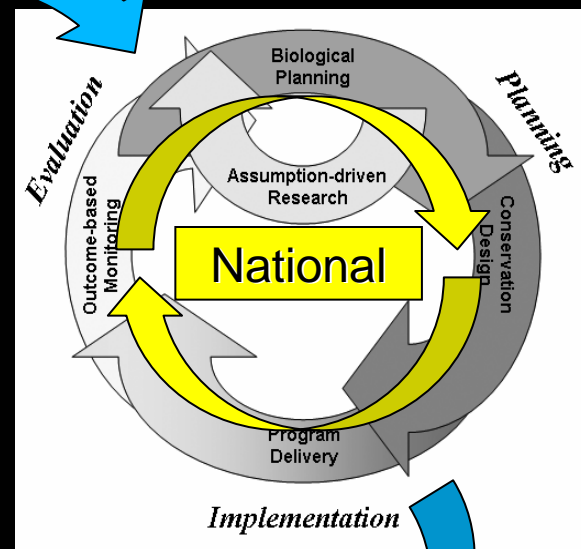 Biological
Planning
Evaluation
Planning
Assumption-driven
Research
Outcome-based
Monitoring
Conservation
Design
National
Program
Delivery
Implementation